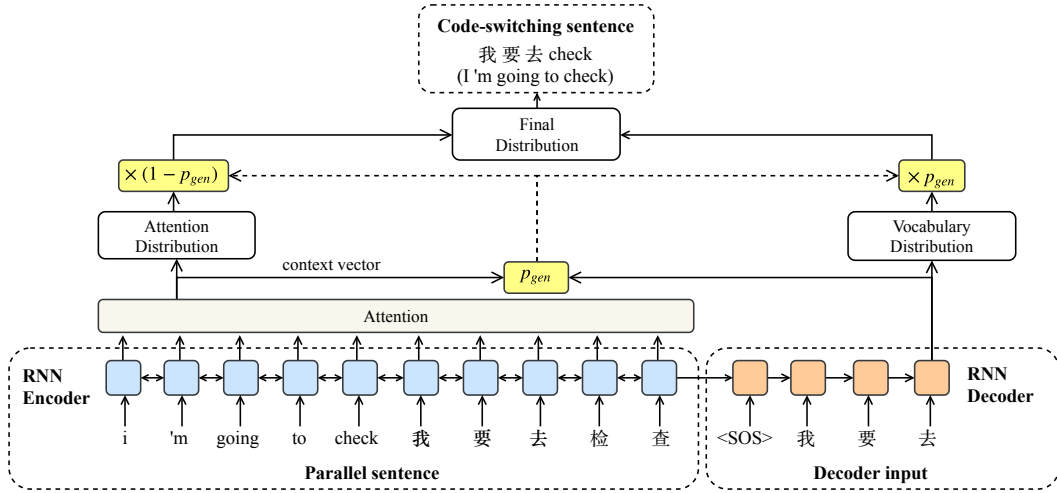 Code-switching sentence
我 要 去 check
(I 'm going to check)
Final
Distribution
× (1 − p_gen)
× p_gen
Attention
Distribution
Vocabulary
Distribution
context vector
p_gen
Attention
RNN
Encoder
RNN
Decoder
i 'm going to check 我 要 去 检 查
<SOS> 我 要 去
Parallel sentence
Decoder input